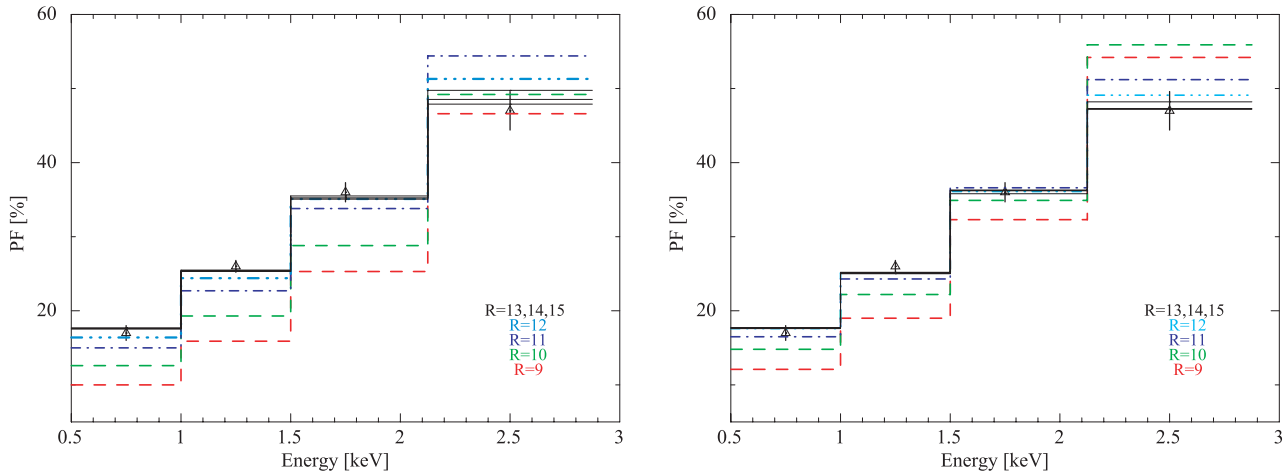 60
40
20
PF [%]
R=13,14,15
R=12
R=11
R=10
R=9
0.5 1 1.5 2 2.5 3
Energy [keV]
60
40
20
PF [%]
R=13,14,15
R=12
R=11
R=10
R=9
0.5 1 1.5 2 2.5 3
Energy [keV]